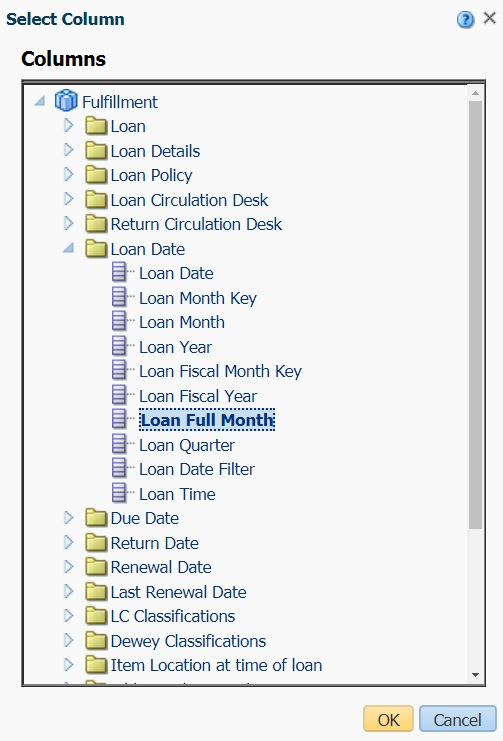 Select Column
Columns
Fulfillment
Loan
Loan Details
Loan Policy
Loan Circulation Desk
Return Circulation Desk
Loan Date
Loan Date
Loan Month Key
Loan Month
Loan Year
Loan Fiscal Month Key
Loan Fiscal Year
Loan Full Month
Loan Quarter
Loan Date Filter
Loan Time
Due Date
Return Date
Renewal Date
Last Renewal Date
LC Classifications
Dewey Classifications
Item Location at time of loan
OK Cancel